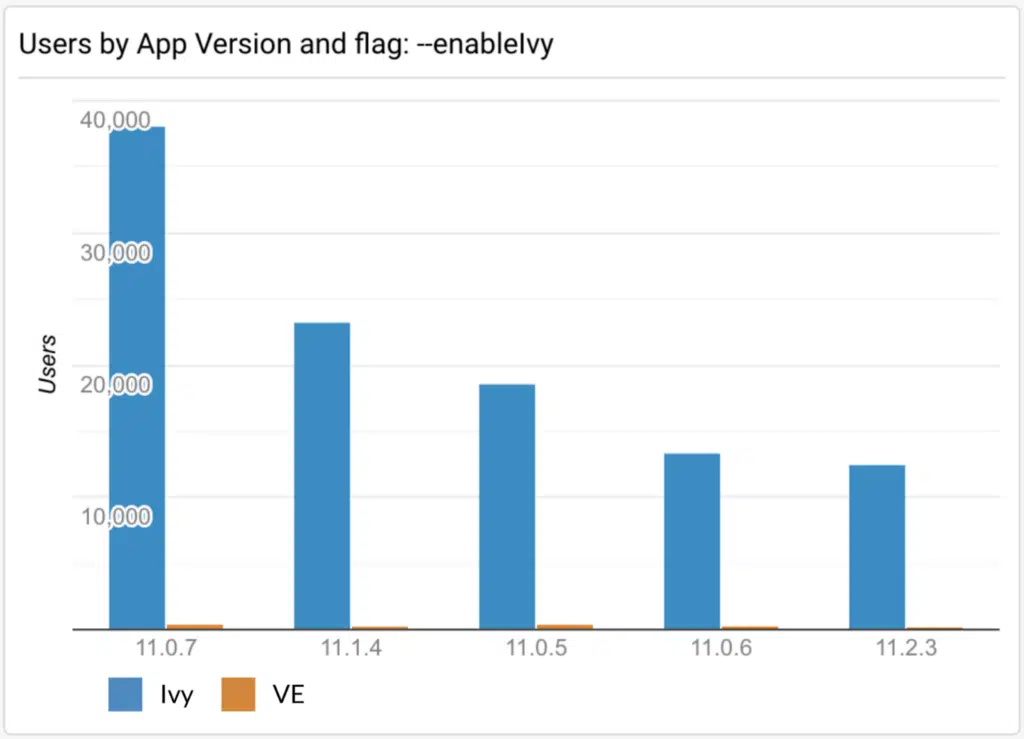 Users by App Version and flag: --enableIvy
40,000
30,000
20,000
10,000
Users
11.0.7 11.1.4 11.0.5 11.0.6 11.2.3
Ivy VE